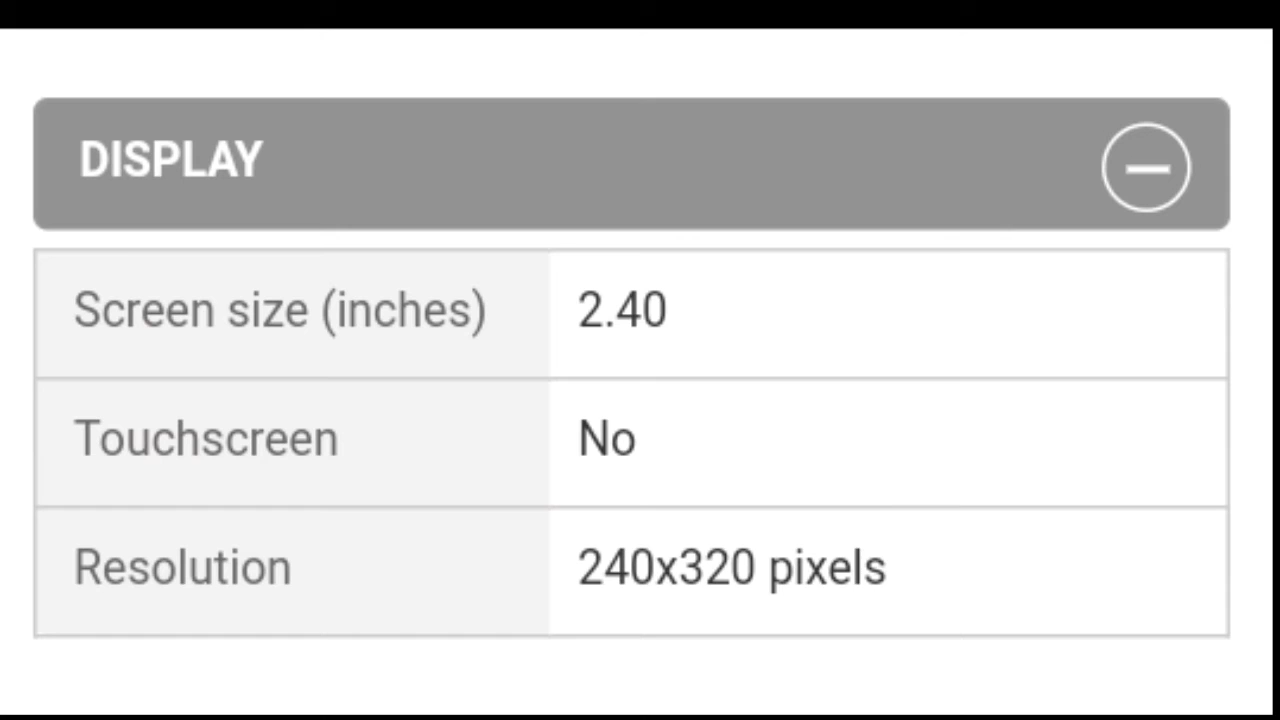 DISPLAY
Screen size (inches) 2.40
Touchscreen No
Resolution 240x320 pixels